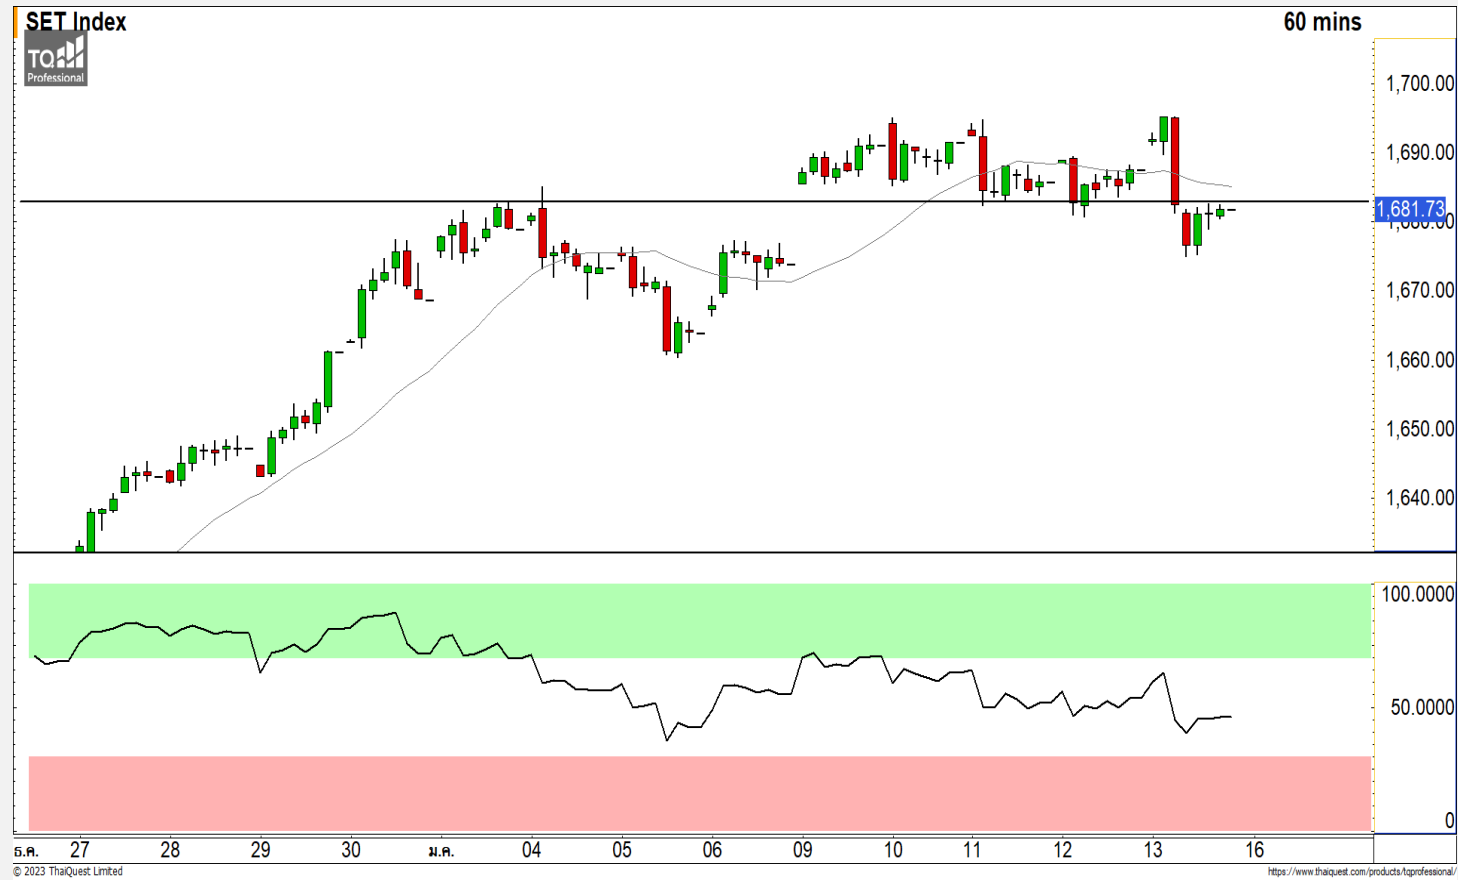 SET Index
60 mins
TQ
Professional
1,700.00
1,690.00
1,681.73
1,680.00
1,670.00
1,660.00
1,650.00
1,640.00
100.0000
50.0000
0
ธ.ค. 27 28 29 30 ม.ค. 04 05 06 09 10 11 12 13 16
© 2023 ThaiQuest Limited
https://www.thaiquest.com/products/tqprofessional/